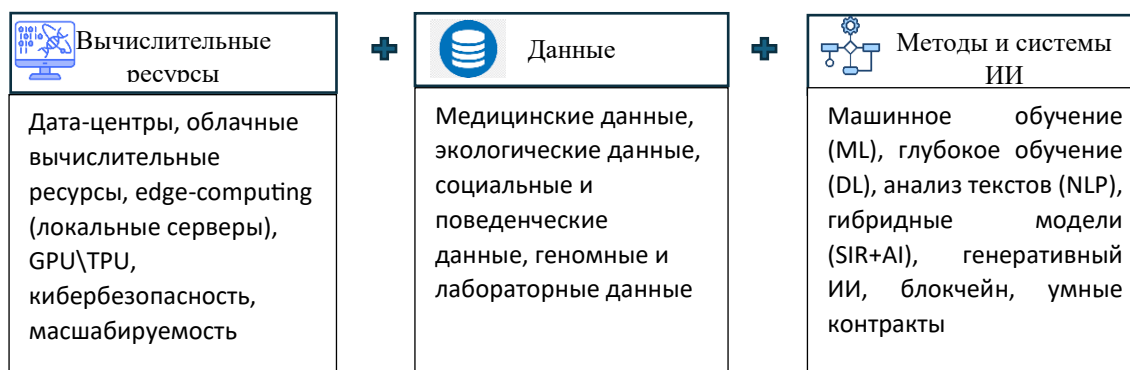 Вычислительные
ресурсы
Дата-центры, облачные
вычислительные
ресурсы, edge-computing
(локальные серверы),
GPU\TPU,
кибербезопасность,
масштабируемость
Данные
Медицинские данные,
экологические данные,
социальные и
поведенческие
данные, геномные и
лабораторные данные
Методы и системы
ИИ
Машинное обучение
(ML), глубокое обучение
(DL), анализ текстов (NLP),
гибридные модели
(SIR+AI), генеративный
ИИ, блокчейн, умные
контракты